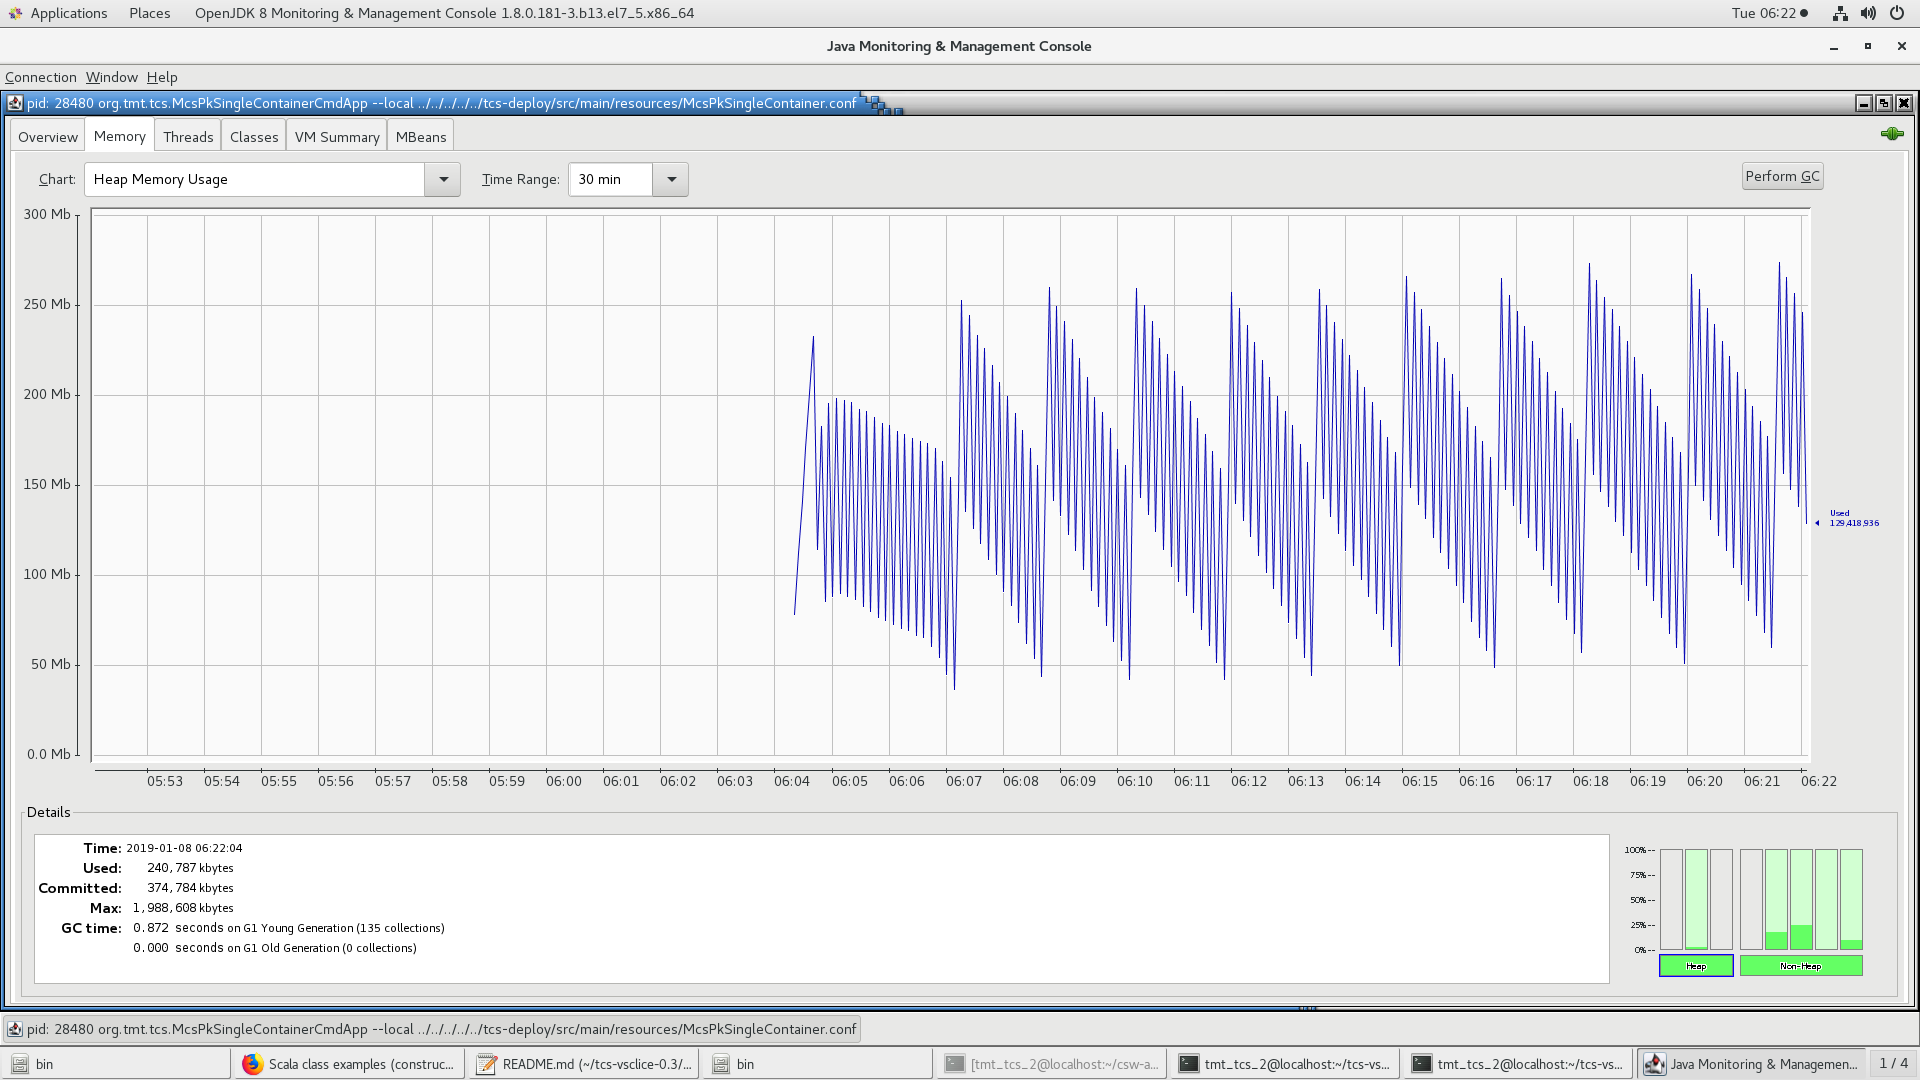 Applications Places OpenJDK 8 Monitoring & Management Console 1.8.0.181-3.b13.el7_5.x86_64 Tue 06:22
Java Monitoring & Management Console
Connection Window Help
pid: 28480 org.tmt.tcs.McsPkSingleContainerCmdApp --local ../../../../../tcs-deploy/src/main/resources/McsPkSingleContainer.conf
Overview Memory Threads Classes VM Summary MBeans
Chart: Heap Memory Usage Time Range: 30 min Perform GC
300 Mb
250 Mb
200 Mb
150 Mb
Used
129,418,936
100 Mb
50 Mb
0.0 Mb
05:53 05:54 05:55 05:56 05:57 05:58 05:59 06:00 06:01 06:02 06:03 06:04 06:05 06:06 06:07 06:08 06:09 06:10 06:11 06:12 06:13 06:14 06:15 06:16 06:17 06:18 06:19 06:20 06:21 06:22
Details
Time: 2019-01-08 06:22:04
Used: 240,787 kbytes
Committed: 374,784 kbytes
Max: 1,988,608 kbytes
GC time: 0.872 seconds on G1 Young Generation (135 collections)
0.000 seconds on G1 Old Generation (0 collections)
100%--
75%--
50%--
25%--
0%--
Heap Non-Heap
pid: 28480 org.tmt.tcs.McsPkSingleContainerCmdApp --local ../../../../../tcs-deploy/src/main/resources/McsPkSingleContainer.conf
bin Scala class examples (construc... README.md (~/tcs-vsclice-0.3/... bin [tmt_tcs_2@localhost:~/csw-a... tmt_tcs_2@localhost:~/tcs-vs... tmt_tcs_2@localhost:~/tcs-vs... Java Monitoring & Managemen... 1 / 4